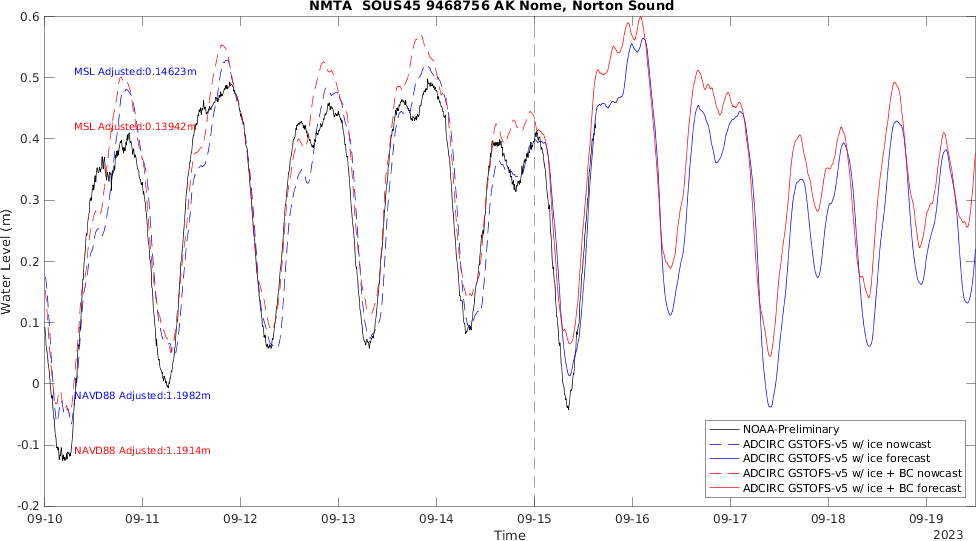 NMTA  SOUS45 9468756 AK Nome, Norton Sound
0.6
0.5
0.4
0.3
0.2
0.1
0
-0.1
-0.2
Water Level (m)
MSL Adjusted:0.14623m
MSL Adjusted:0.13942m
NAVD88 Adjusted:1.1982m
NAVD88 Adjusted:1.1914m
NOAA-Preliminary
ADCIRC GSTOFS-v5 w/ ice nowcast
ADCIRC GSTOFS-v5 w/ ice forecast
ADCIRC GSTOFS-v5 w/ice + BC nowcast
ADCIRC GSTOFS-v5 w/ice + BC forecast
09-10 09-11 09-12 09-13 09-14 09-15 09-16 09-17 09-18 09-19
Time
2023